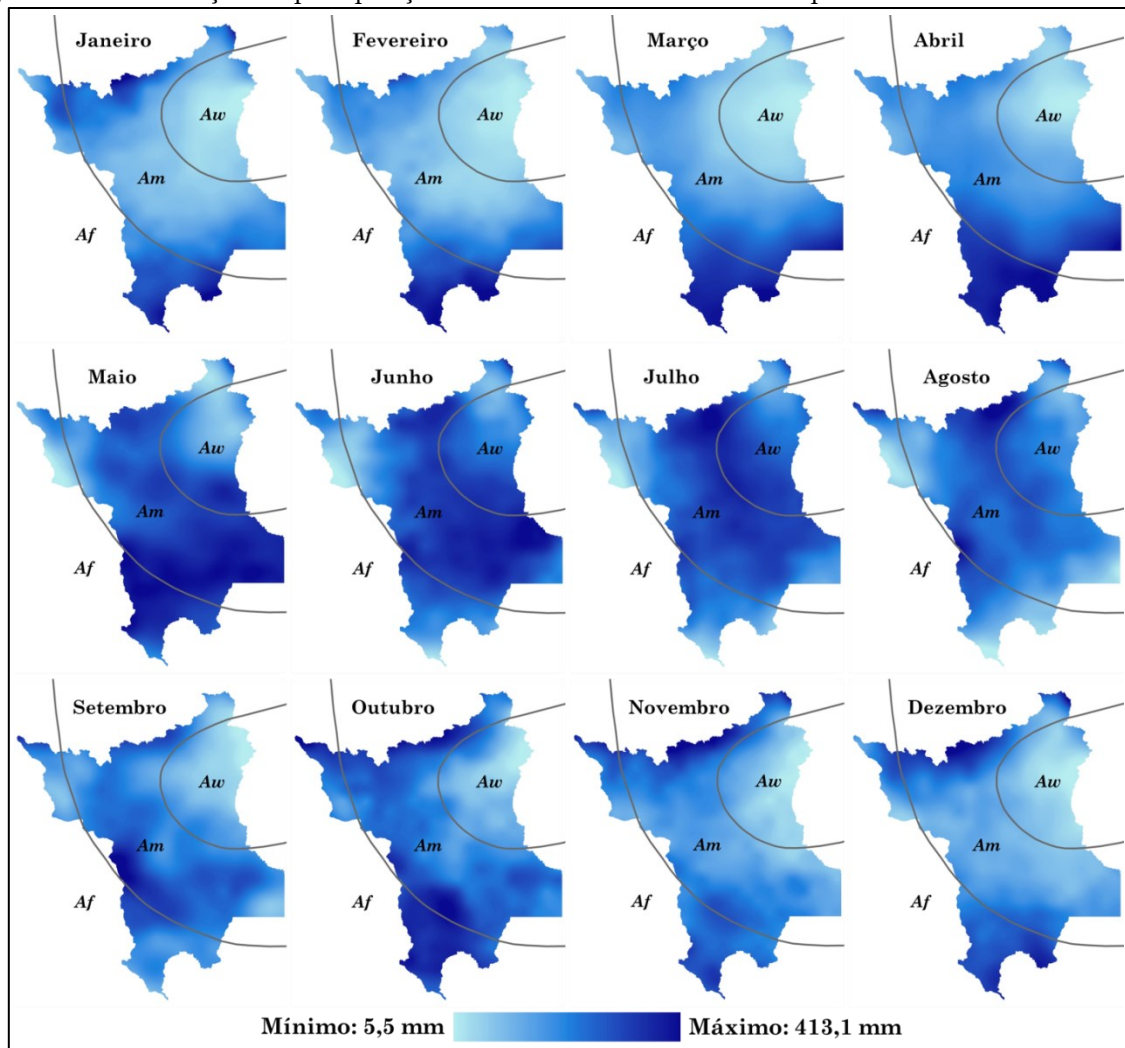 Janeiro
Fevereiro
Março
Abril
Aw
Aw
Aw
Aw
Am
Am
Am
Am
Af
Af
Af
Af
Maio
Junho
Julho
Agosto
Aw
Aw
Aw
Aw
Am
Am
Am
Am
Af
Af
Af
Af
Setembro
Outubro
Novembro
Dezembro
Aw
Aw
Aw
Aw
Am
Am
Am
Am
Af
Af
Af
Af
Mínimo: 5,5 mm
Máximo: 413,1 mm